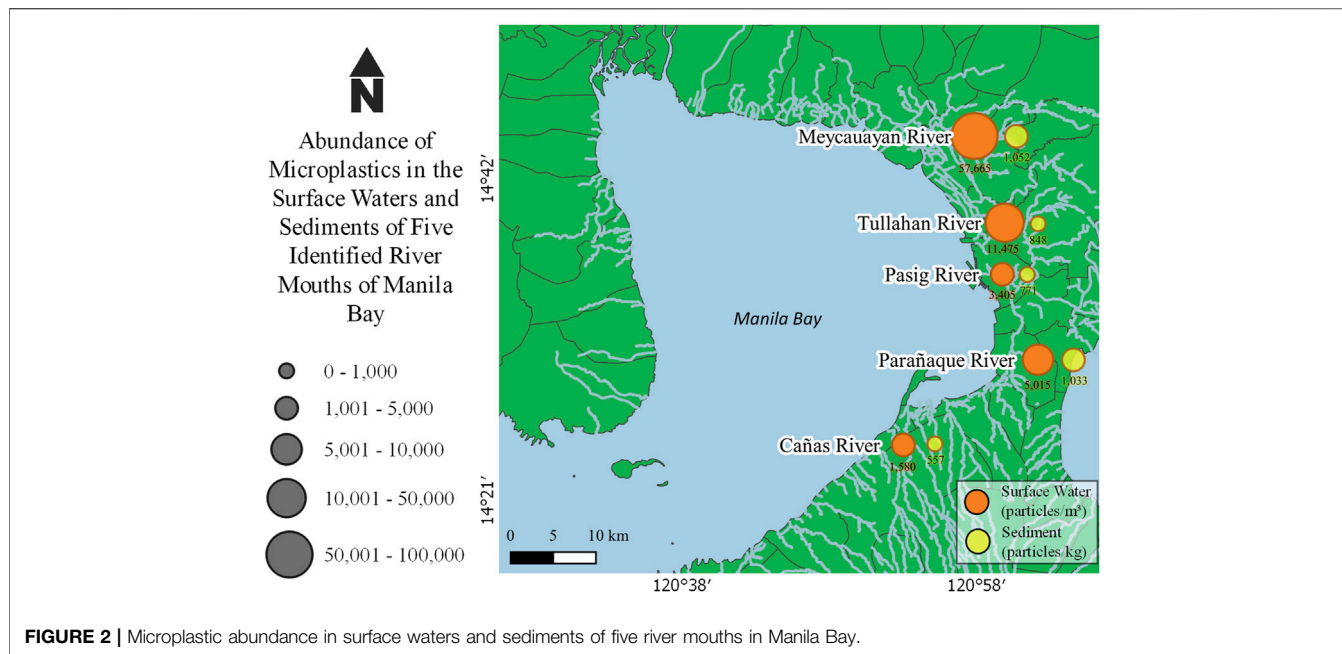 N
Abundance of
Microplastics in the
Surface Waters and
Sediments of Five
Identified River
Mouths of Manila
Bay
0 - 1,000
1,001 - 5,000
5,001 - 10,000
10,001 - 50,000
50,001 - 100,000
14°42′
14°21′
Meycauayan River
57,665
1,052
Tullahan River
11,475
848
Pasig River
3,405
771
Manila Bay
Parañaque River
5,015
1,033
Cañas River
1,580
557
0 5 10 km
Surface Water
(particles/m³)
Sediment
(particles kg)
120°38′
120°58′
FIGURE 2 | Microplastic abundance in surface waters and sediments of five river mouths in Manila Bay.